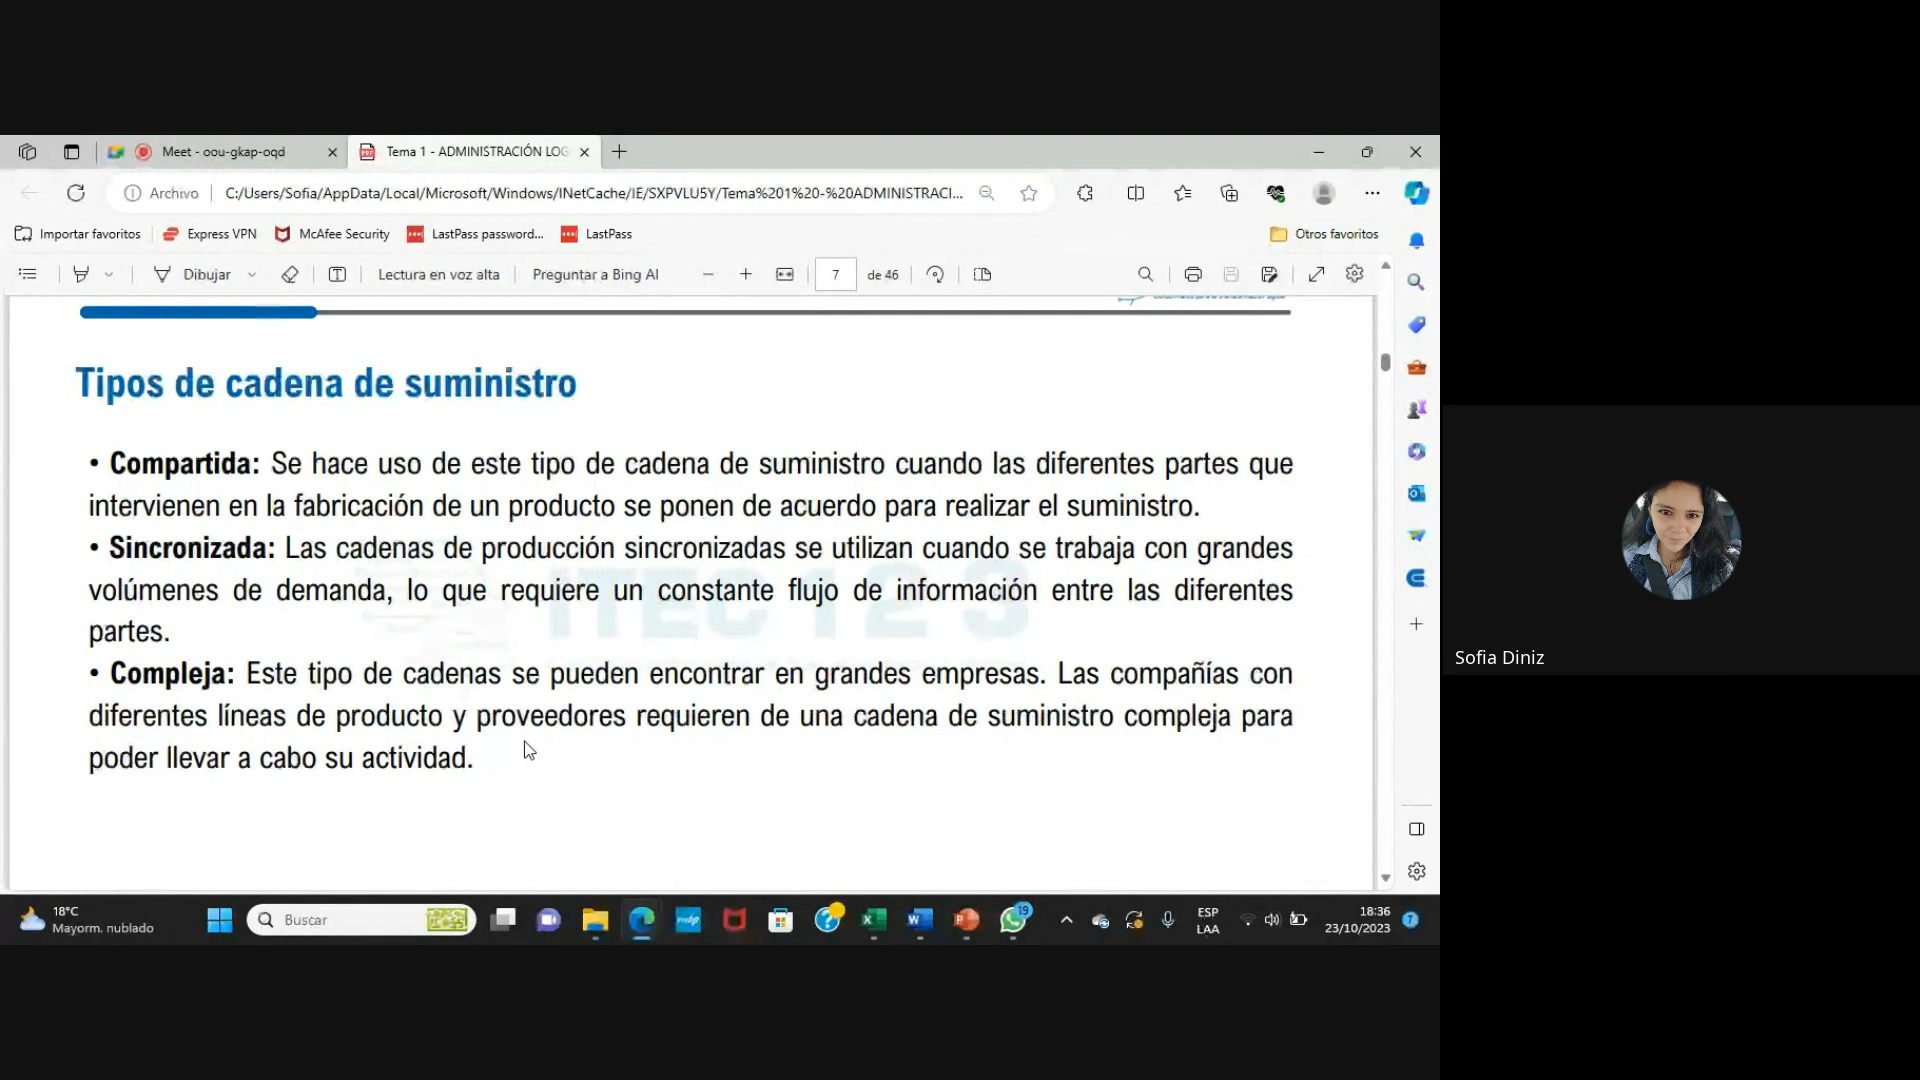 Meet - oou-gkap-oqd
Tema 1 - ADMINISTRACIÓN LOG
Archivo
C:/Users/Sofia/AppData/Local/Microsoft/Windows/INetCache/IE/SXPVLU5Y/Tema%201%20-%20ADMINISTRACI...
Importar favoritos
Express VPN
McAfee Security
LastPass password...
LastPass
Otros favoritos
Dibujar
Lectura en voz alta
Preguntar a Bing AI
7 de 46
Tipos de cadena de suministro
• Compartida: Se hace uso de este tipo de cadena de suministro cuando las diferentes partes que
intervienen en la fabricación de un producto se ponen de acuerdo para realizar el suministro.
• Sincronizada: Las cadenas de producción sincronizadas se utilizan cuando se trabaja con grandes
volúmenes de demanda, lo que requiere un constante flujo de información entre las diferentes
partes.
• Compleja: Este tipo de cadenas se pueden encontrar en grandes empresas. Las compañías con
diferentes líneas de producto y proveedores requieren de una cadena de suministro compleja para
poder llevar a cabo su actividad.
ITEC 123
Sofia Diniz
18°C
Mayorm. nublado
Buscar
19
ESP
LAA
18:36
23/10/2023
7